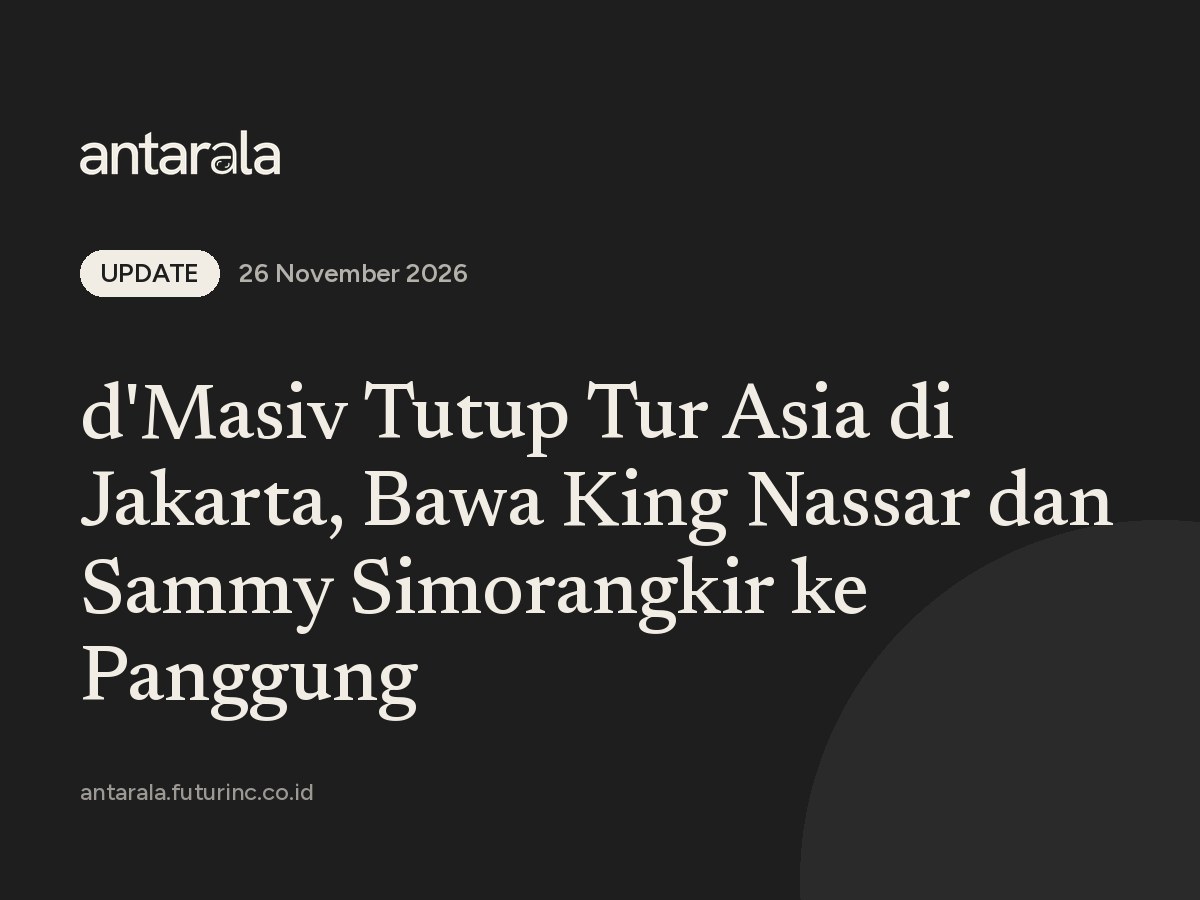 antarala
UPDATE 26 November 2026
d'Masiv Tutup Tur Asia di
Jakarta, Bawa King Nassar dan
Sammy Simorangkir ke
Panggung
antarala.futurinc.co.id